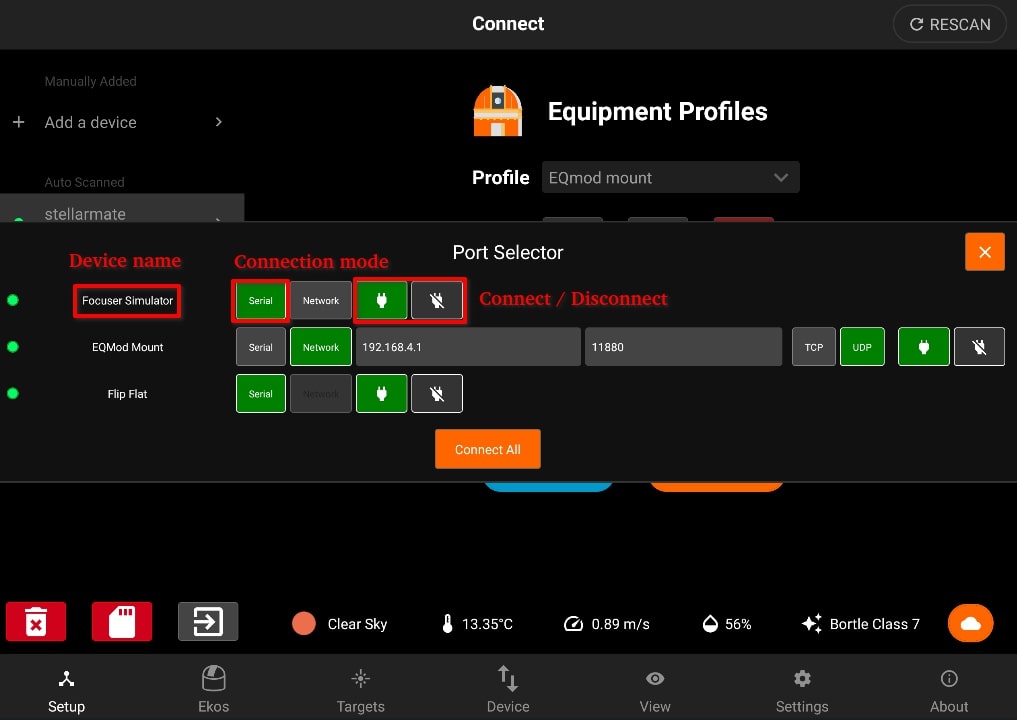 Connect
RESCAN
Manually Added
Add a device
Auto Scanned
stellarmate
Equipment Profiles
Profile
EQmod mount
Port Selector
Device name
Connection mode
Focuser Simulator
Serial
Network
Connect / Disconnect
EQMod Mount
Serial
Network
192.168.4.1
11880
TCP
UDP
Flip Flat
Serial
Network
Connect All
Clear Sky
13.35°C
0.89 m/s
56%
Bortle Class 7
Setup
Ekos
Targets
Device
View
Settings
About